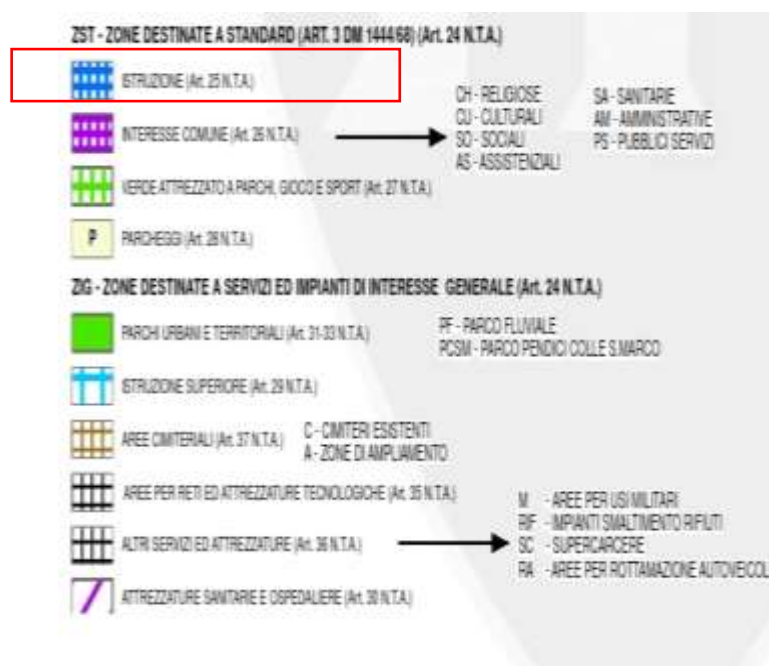 ZST - ZONE DESTINATE A STANDARD (ART. 3 DM 1444/68) (Art. 24 N.T.A.)
ISTRUZIONE (Art. 25 N.T.A.)
INTERESSE COMUNE (Art. 26 N.T.A.)
CH - RELIGIOSE
CU - CULTURALI
SO - SOCIALI
AS - ASSISTENZIALI
SA - SANITARIE
AM - AMMINISTRATIVE
PS - PUBBLICI SERVIZI
VERDE ATTREZZATO A PARCHI, GIOCO E SPORT (Art. 27 N.T.A.)
P PARCHEGGI (Art. 28 N.T.A.)
ZIG - ZONE DESTINATE A SERVIZI ED IMPIANTI DI INTERESSE GENERALE (Art. 24 N.T.A.)
PARCHI URBANI E TERRITORIALI (Art. 31-33 N.T.A.)
PF - PARCO FLUVIALE
PCSM - PARCO PENDICI COLLE S.MARCO
ISTRUZIONE SUPERIORE (Art. 29 N.T.A.)
AREE CIMITERIALI (Art. 37 N.T.A.)
C - CIMITERI ESISTENTI
A - ZONE DI AMPLIAMENTO
AREE PER RETI ED ATTREZZATURE TECNOLOGICHE (Art. 35 N.T.A.)
ALTRI SERVIZI ED ATTREZZATURE (Art. 36 N.T.A.)
M - AREE PER USI MILITARI
RIF - IMPIANTI SMALTIMENTO RIFIUTI
SC - SUPERCARCERE
RA - AREE PER ROTTAMAZIONE AUTOVEICOL
ATTREZZATURE SANITARIE E OSPEDALIERE (Art. 30 N.T.A.)